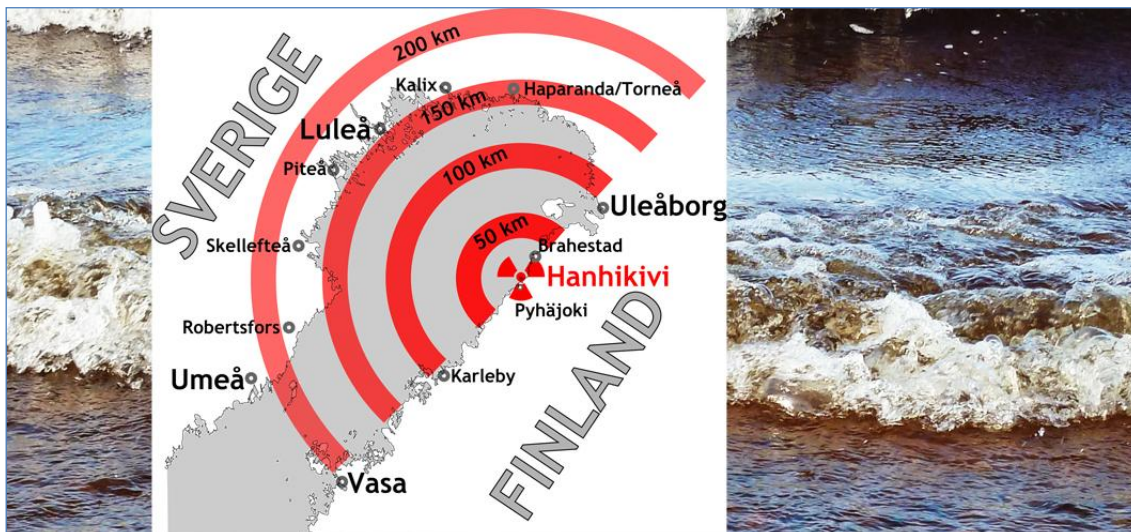 200 km
Kalix
Haparanda/Torneå
150 km
Luleå
SVERIGE
100 km
Piteå
Uleåborg
50 km
Skellefteå
Brahestad
Hanhikivi
Pyhäjoki
Robertsfors
FINLAND
Umeå
Karleby
Vasa